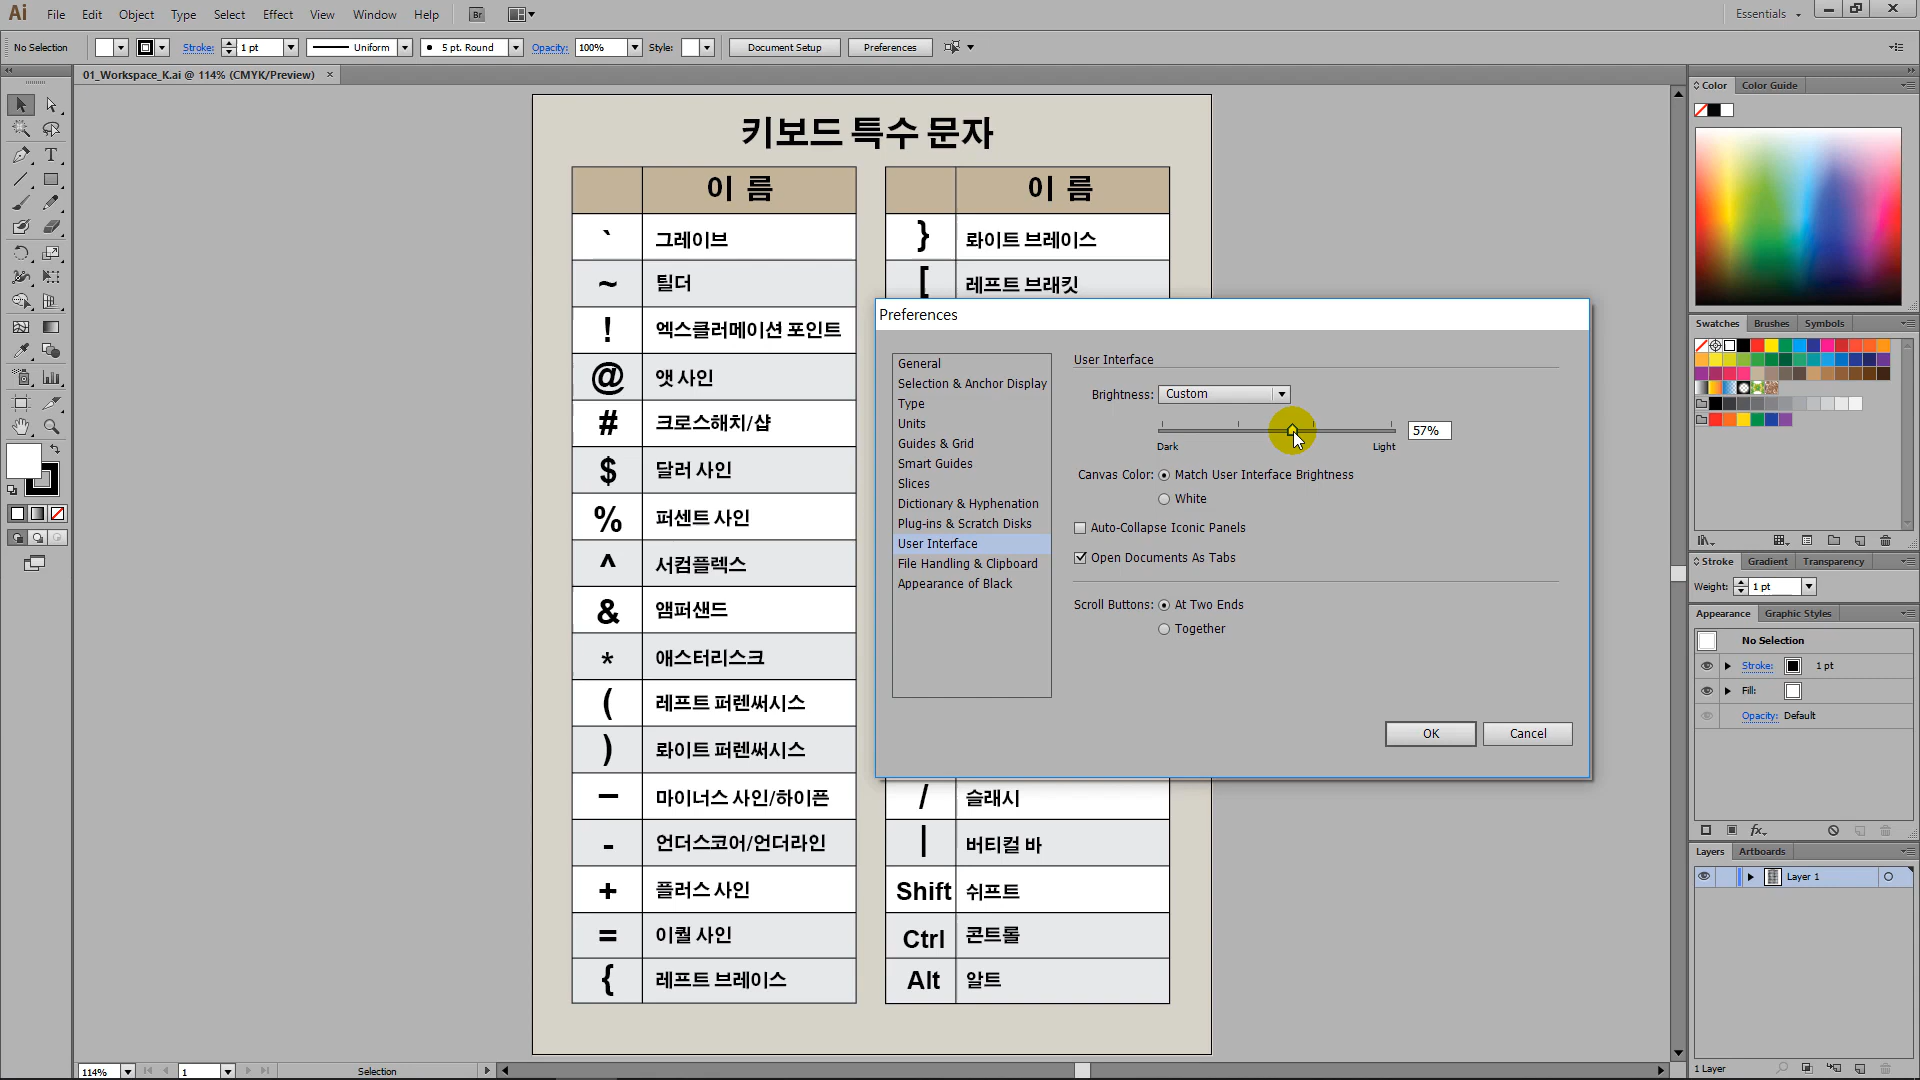 Ai File Edit Object Type Select Effect View Window Help Br Essentials
No Selection Stroke: 1 pt Uniform 5 pt. Round Opacity: 100% Style: Document Setup Preferences
01_Workspace_K.ai @ 114% (CMYK/Preview)
키보드 특수 문자
이 름
` 그레이브
~ 틸더
! 엑스클러메이션 포인트
@ 앳 사인
# 크로스해치/샵
$ 달러 사인
% 퍼센트 사인
^ 서컴플렉스
& 앰퍼샌드
* 애스터리스크
( 레프트 퍼렌써시스
) 롸이트 퍼렌써시스
– 마이너스 사인/하이픈
- 언더스코어/언더라인
+ 플러스 사인
= 이퀄 사인
{ 레프트 브레이스
이 름
} 롸이트 브레이스
[ 레프트 브래킷
/ 슬래시
| 버티컬 바
Shift 쉬프트
Ctrl 콘트롤
Alt 알트
Preferences
General
Selection & Anchor Display
Type
Units
Guides & Grid
Smart Guides
Slices
Dictionary & Hyphenation
Plug-ins & Scratch Disks
User Interface
File Handling & Clipboard
Appearance of Black
User Interface
Brightness: Custom
57%
Dark Light
Canvas Color: Match User Interface Brightness
White
Auto-Collapse Iconic Panels
Open Documents As Tabs
Scroll Buttons: At Two Ends
Together
OK Cancel
Color Color Guide
Swatches Brushes Symbols
Stroke Gradient Transparency
Weight: 1 pt
Appearance Graphic Styles
No Selection
Stroke: 1 pt
Fill:
Opacity: Default
fx
Layers Artboards
Layer 1
1 Layer
114% 1 Selection